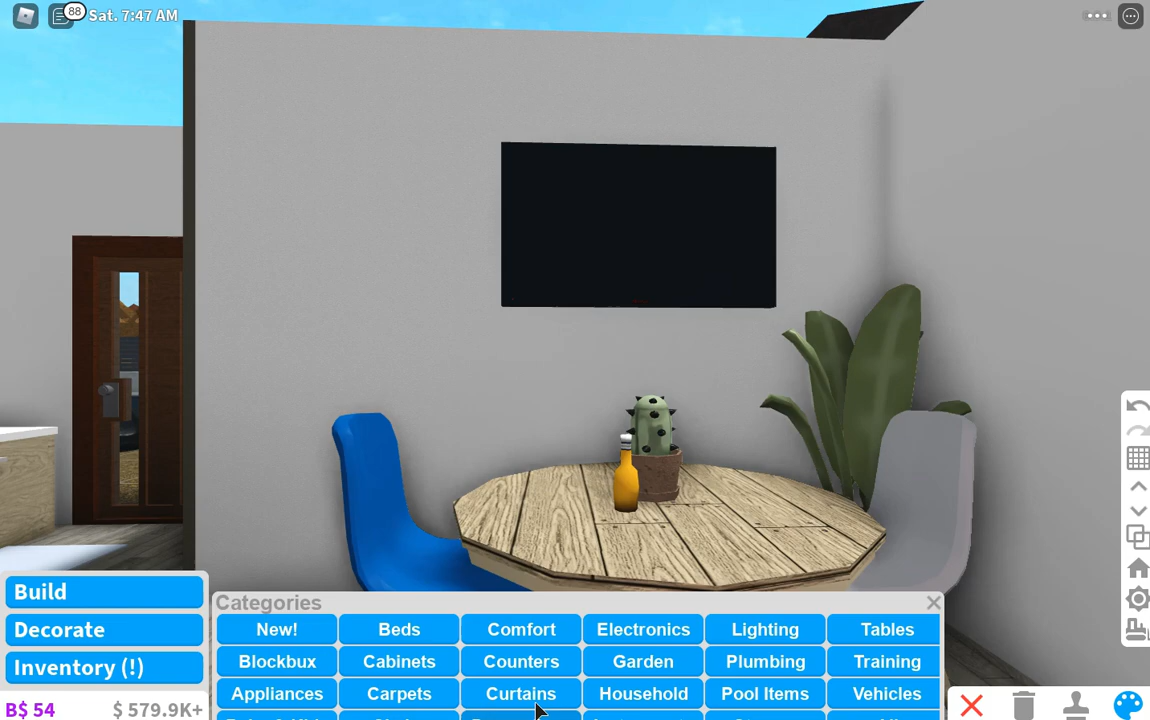 88 Sat. 7:47 AM
Build
Decorate
Inventory (!)
B$ 54 $ 579.9K+
Categories
New! Beds Comfort Electronics Lighting Tables
Blockbux Cabinets Counters Garden Plumbing Training
Appliances Carpets Curtains Household Pool Items Vehicles